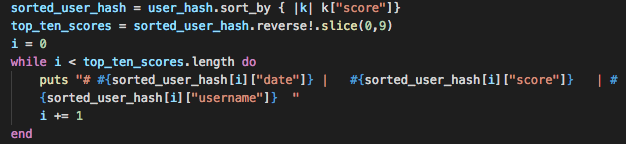 sorted_user_hash = user_hash.sort_by { |k| k["score"]}
top_ten_scores = sorted_user_hash.reverse!.slice(0,9)
i = 0
while i < top_ten_scores.length do
    puts "# #{sorted_user_hash[i]["date"]} |   #{sorted_user_hash[i]["score"]}   | #
    {sorted_user_hash[i]["username"]}  "
    i += 1
end